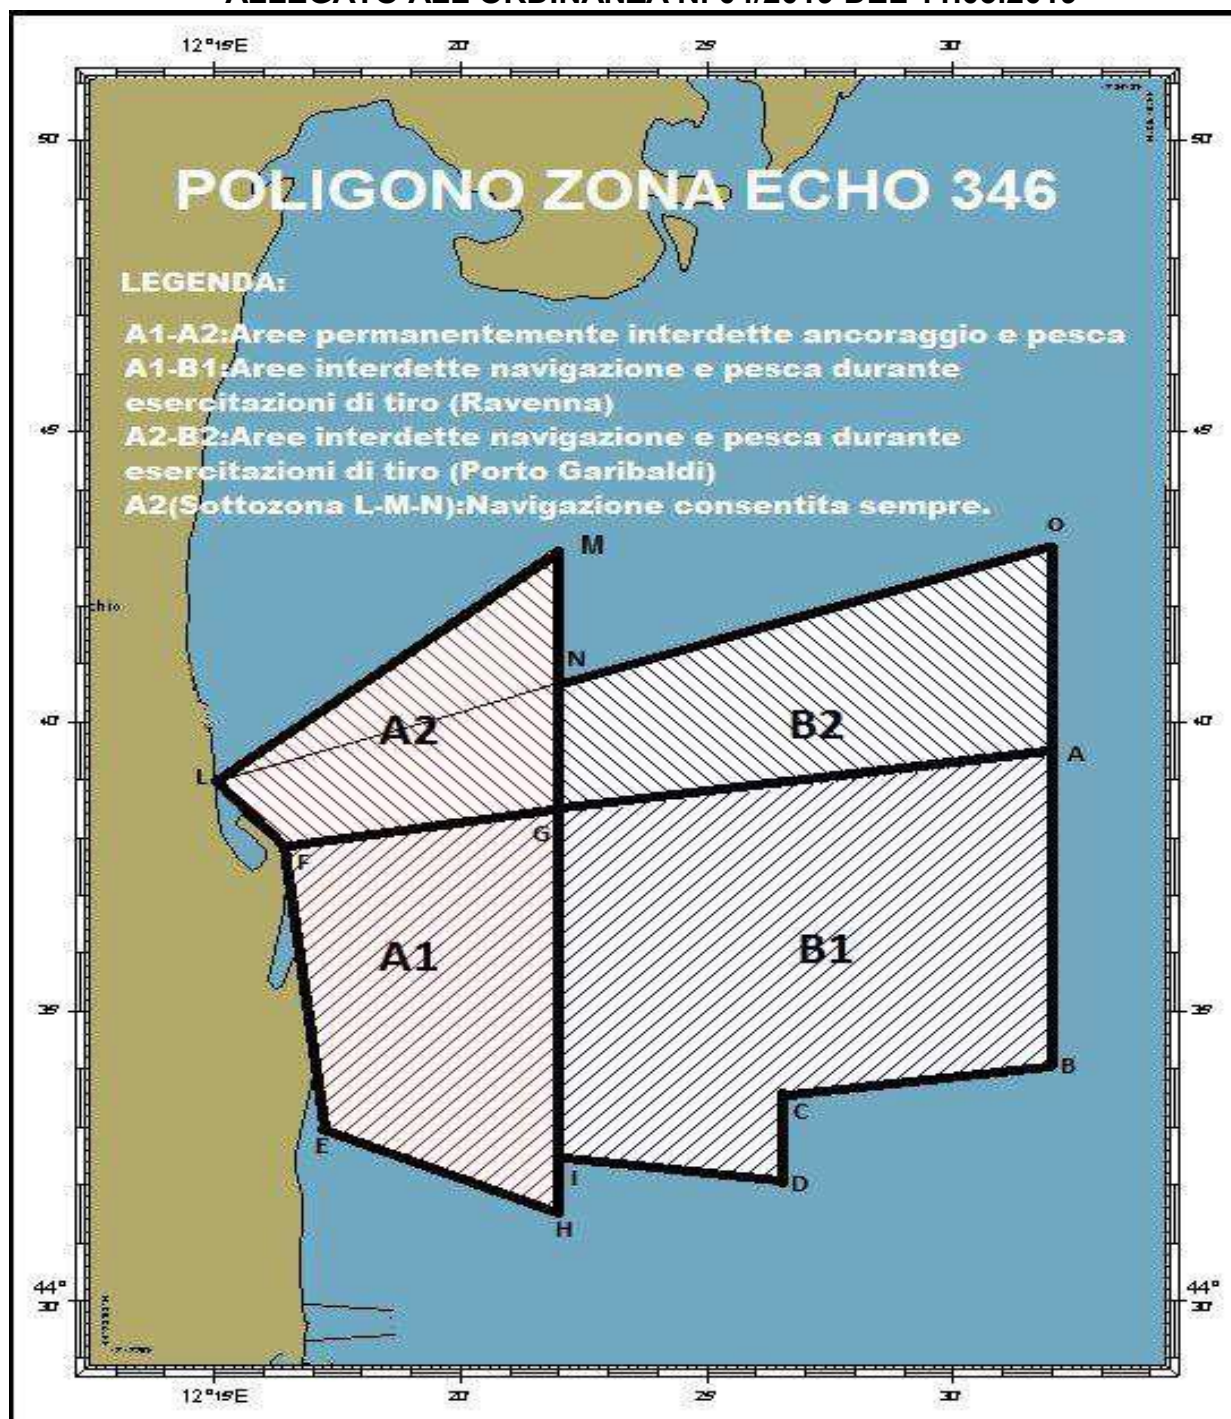 12°15'E 20' 25' 30'
50' 50'
POLIGONO ZONA ECHO 346
LEGENDA:
A1-A2:Aree permanentemente interdette ancoraggio e pesca
A1-B1:Aree interdette navigazione e pesca durante
esercitazioni di tiro (Ravenna)
A2-B2:Aree interdette navigazione e pesca durante
esercitazioni di tiro (Porto Garibaldi)
A2(Sottozona L-M-N):Navigazione consentita sempre.
45' 45'
M O
chio
N
A2 B2
40' 40'
L A
G
F
A1 B1
35' 35'
B
C
E
I D
H
44° 44°
30' 30'
12°15'E 20' 25' 30'